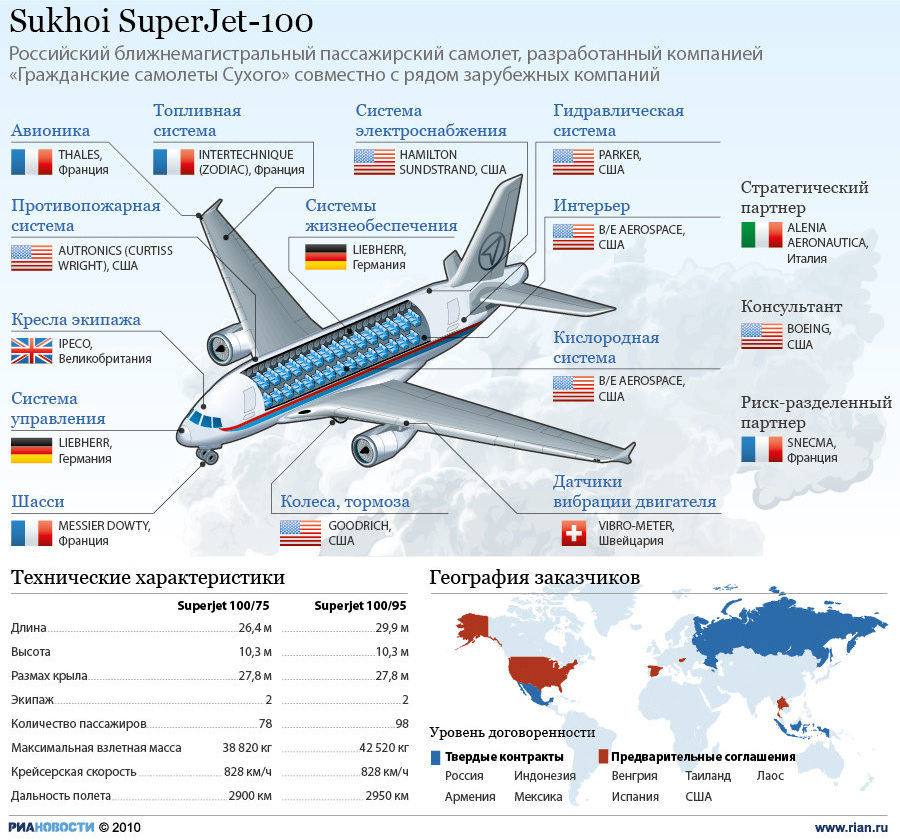 Sukhoi SuperJet-100
Российский ближнемагистральный пассажирский самолет, разработанный компанией
«Гражданские самолеты Сухого» совместно с рядом зарубежных компаний
Авионика
THALES,
Франция
Топливная
система
INTERTECHNIQUE
(ZODIAC), Франция
Система
электроснабжения
HAMILTON
SUNDSTRAND, США
Гидравлическая
система
PARKER,
США
Противопожарная
система
AUTRONICS (CURTISS
WRIGHT), США
Системы
жизнеобеспечения
LIEBHERR,
Германия
Интерьер
B/E AEROSPACE,
США
Стратегический
партнер
ALENIA
AERONAUTICA,
Италия
Кресла экипажа
IPECO,
Великобритания
Кислородная
система
B/E AEROSPACE,
США
Консультант
BOEING,
США
Система
управления
LIEBHERR,
Германия
Риск-разделенный
партнер
SNECMA,
Франция
Шасси
MESSIER DOWTY,
Франция
Колеса, тормоза
GOODRICH,
США
Датчики
вибрации двигателя
VIBRO-METER,
Швейцария
Технические характеристики
Superjet 100/75 Superjet 100/95
Длина 26,4 м 29,9 м
Высота 10,3 м 10,3 м
Размах крыла 27,8 м 27,8 м
Экипаж 2 2
Количество пассажиров 78 98
Максимальная взлетная масса 38 820 кг 42 520 кг
Крейсерская скорость 828 км/ч 828 км/ч
Дальность полета 2900 км 2950 км
География заказчиков
Уровень договоренности
Твердые контракты Предварительные соглашения
Россия Индонезия Венгрия Таиланд Лаос
Армения Мексика Испания США
РИАНОВОСТИ © 2010 www.rian.ru